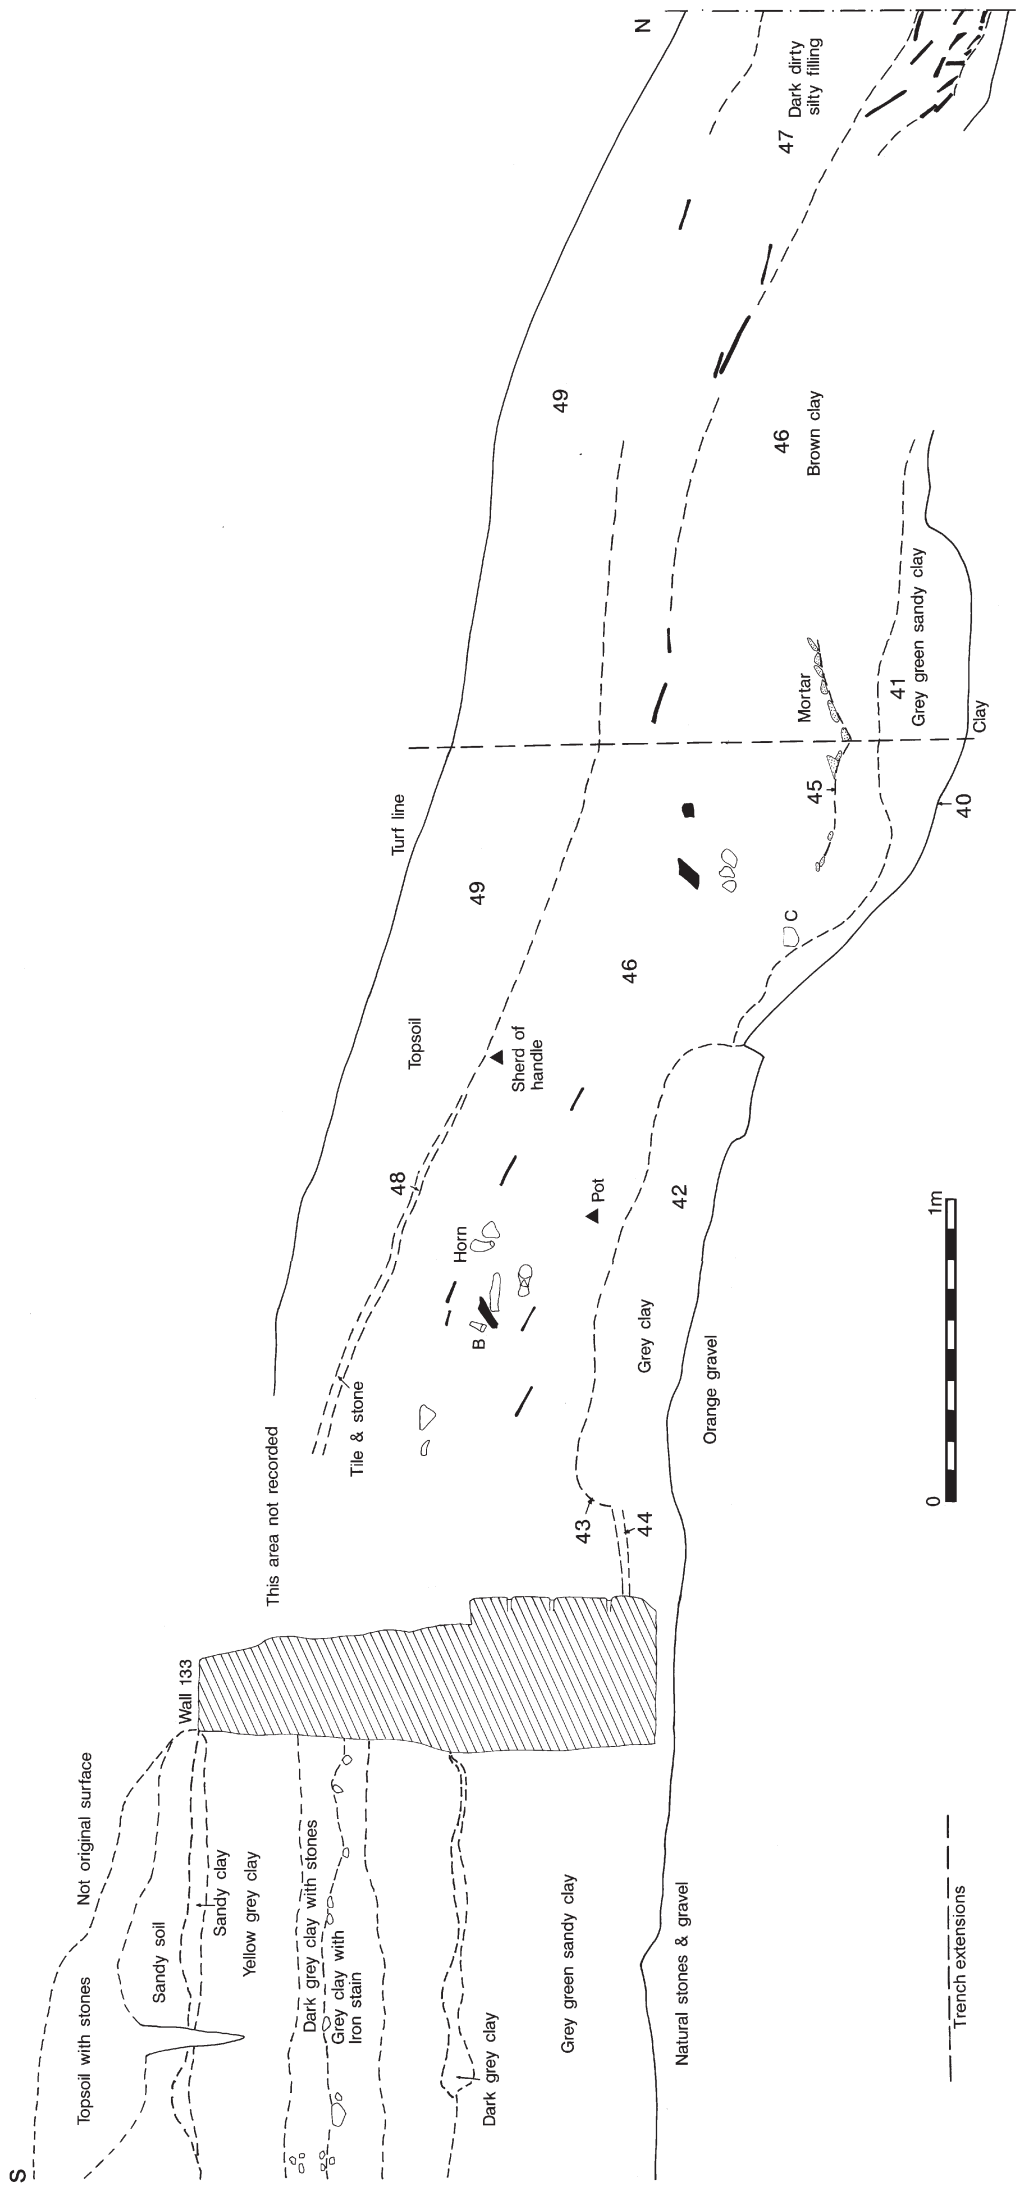 S
N
Topsoil with stones
Not original surface
Wall 133
Sandy soil
Sandy clay
Yellow grey clay
Dark grey clay with stones
Grey clay with
Iron stain
Dark grey clay
Grey green sandy clay
Natural stones & gravel
This area not recorded
Tile & stone
48
Topsoil
49
Turf line
49
B
Horn
Sherd of
handle
Pot
46
43
44
Grey clay
42
Orange gravel
C
45
Mortar
40
41
Grey green sandy clay
Clay
46
Brown clay
47
Dark dirty
silty filling
Trench extensions
0
1m